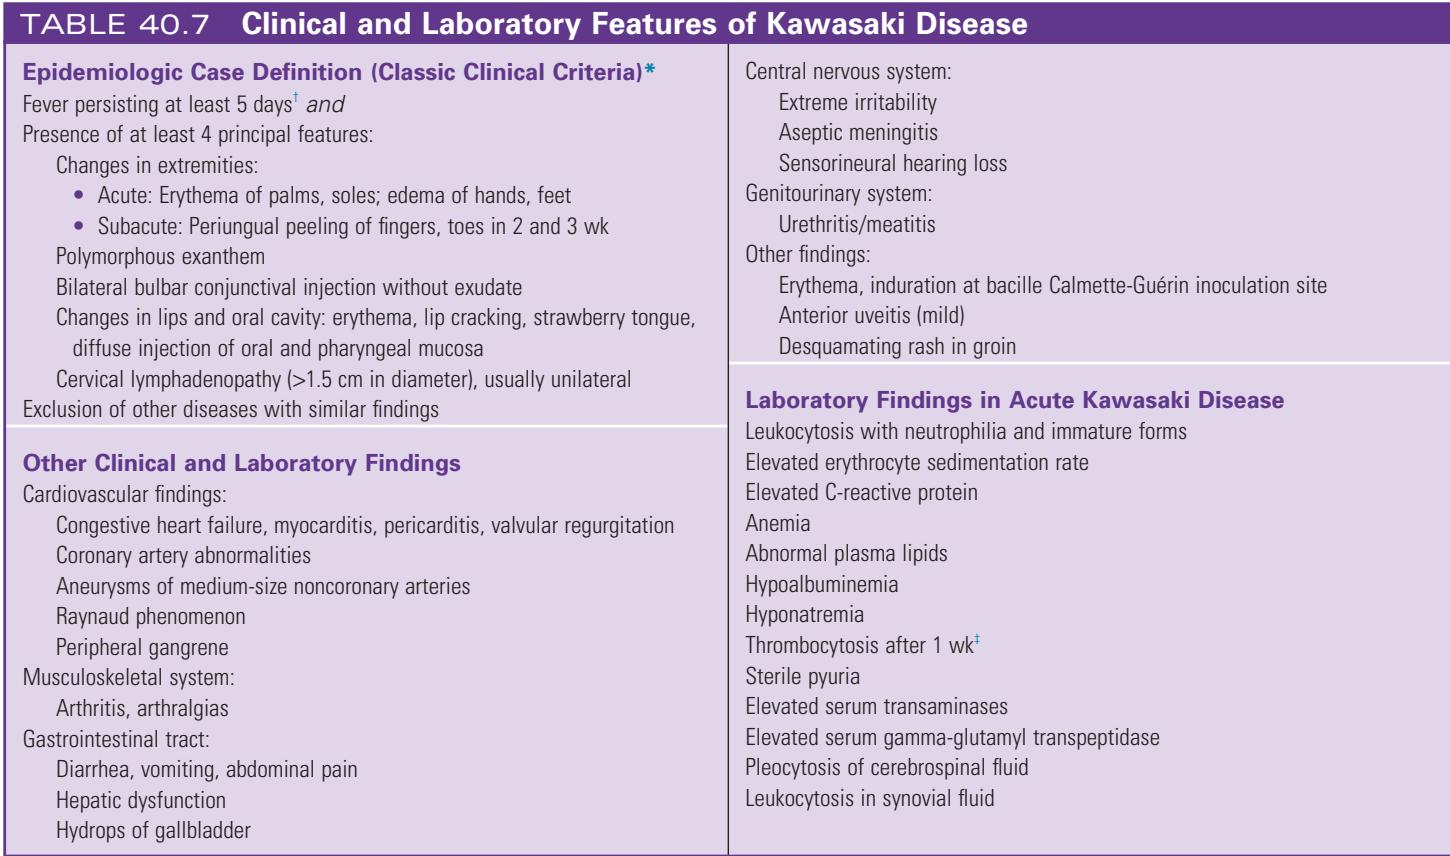 TABLE 40.7 Clinical and Laboratory Features of Kawasaki Disease
Epidemiologic Case Definition (Classic Clinical Criteria)*
Fever persisting at least 5 days† and
Presence of at least 4 principal features:
Changes in extremities:
• Acute: Erythema of palms, soles; edema of hands, feet
• Subacute: Periungual peeling of fingers, toes in 2 and 3 wk
Polymorphous exanthem
Bilateral bulbar conjunctival injection without exudate
Changes in lips and oral cavity: erythema, lip cracking, strawberry tongue,
diffuse injection of oral and pharyngeal mucosa
Cervical lymphadenopathy (>1.5 cm in diameter), usually unilateral
Exclusion of other diseases with similar findings
Other Clinical and Laboratory Findings
Cardiovascular findings:
Congestive heart failure, myocarditis, pericarditis, valvular regurgitation
Coronary artery abnormalities
Aneurysms of medium-size noncoronary arteries
Raynaud phenomenon
Peripheral gangrene
Musculoskeletal system:
Arthritis, arthralgias
Gastrointestinal tract:
Diarrhea, vomiting, abdominal pain
Hepatic dysfunction
Hydrops of gallbladder
Central nervous system:
Extreme irritability
Aseptic meningitis
Sensorineural hearing loss
Genitourinary system:
Urethritis/meatitis
Other findings:
Erythema, induration at bacille Calmette-Guérin inoculation site
Anterior uveitis (mild)
Desquamating rash in groin
Laboratory Findings in Acute Kawasaki Disease
Leukocytosis with neutrophilia and immature forms
Elevated erythrocyte sedimentation rate
Elevated C-reactive protein
Anemia
Abnormal plasma lipids
Hypoalbuminemia
Hyponatremia
Thrombocytosis after 1 wk‡
Sterile pyuria
Elevated serum transaminases
Elevated serum gamma-glutamyl transpeptidase
Pleocytosis of cerebrospinal fluid
Leukocytosis in synovial fluid